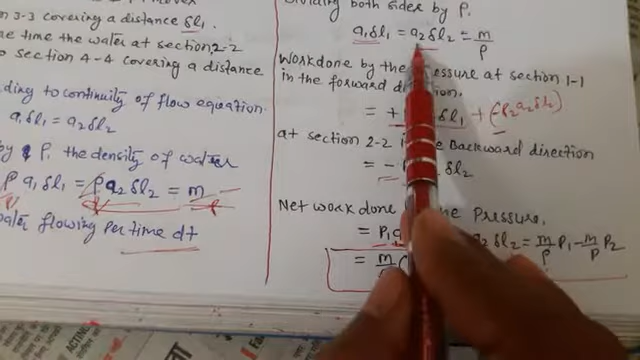 n 3-3 covering a distance δl1.
e time the water at section 2-2
o section 4-4 covering a distance
ding to continuity of flow equation.
a1 δl1 = a2 δl2
by ρ, the density of water
ρ a1 δl1 = ρ a2 δl2 = m
water flowing per time dt
both sides by ρ.
a1 δl1 = a2 δl2 = m/ρ
Workdone by the pressure at section 1-1
in the forward direction.
= + δl1 + (-P2 a2 δl2)
at section 2-2 Backward direction
= - δl2
Net work done the pressure.
= P1 a2 δl2 = m/ρ P1 - m/ρ P2
= m/
ACTING